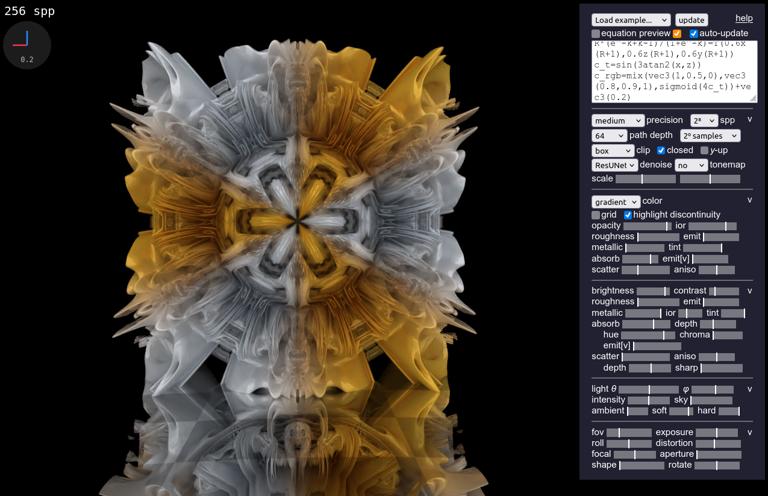 256 spp
0.2
Load example...
update
help
equation preview
auto-update
(R+1),0.6z(R+1),0.6y(R+1))
c_t=sin(3atan2(x,z))
c_rgb=mix(vec3(1,0.5,0),vec3
(0.8,0.9,1),sigmoid(4c_t))+ve
c3(0.2)
medium precision 2⁸ spp v
64 path depth 2⁰ samples
box clip closed y-up
ResUNet denoise no tonemap
scale
gradient color v
grid highlight discontinuity
opacity ior
roughness emit
metallic tint
absorb emit[v]
scatter aniso
brightness contrast v
roughness emit
metallic ior tint
absorb depth
hue chroma
emit[v]
scatter aniso
depth sharp
light θ φ v
intensity sky
ambient soft hard
fov exposure v
roll distortion
focal aperture
shape rotate